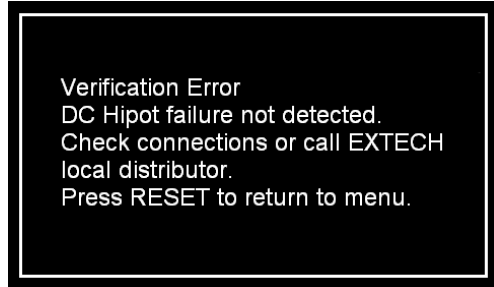 Verification Error
DC Hipot failure not detected.
Check connections or call EXTECH
local distributor.
Press RESET to return to menu.